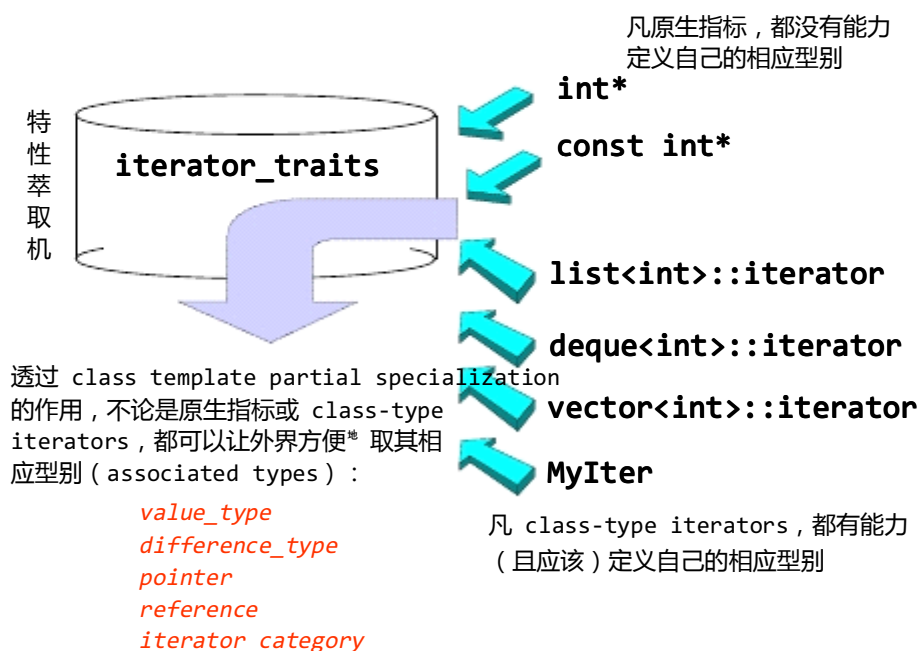 凡原生指标，都没有能力
定义自己的相应型别
int*
const int*
特
性
萃
取
机
iterator_traits
list<int>::iterator
deque<int>::iterator
vector<int>::iterator
MyIter
透过 class template partial specialization
的作用，不论是原生指标或 class-type
iterators，都可以让外界方便地 取其相
应型别（associated types）：
value_type
difference_type
pointer
reference
iterator_category
凡 class-type iterators，都有能力
（且应该）定义自己的相应型别